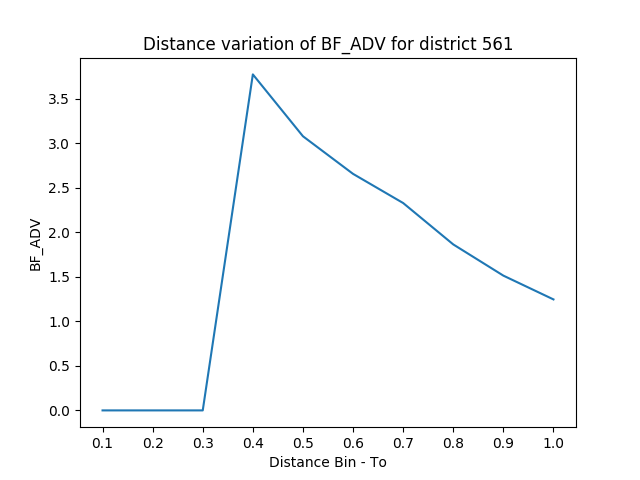 Distance variation of BF_ADV for district 561
BF_ADV
3.5
3.0
2.5
2.0
1.5
1.0
0.5
0.0
0.1 0.2 0.3 0.4 0.5 0.6 0.7 0.8 0.9 1.0
Distance Bin - To